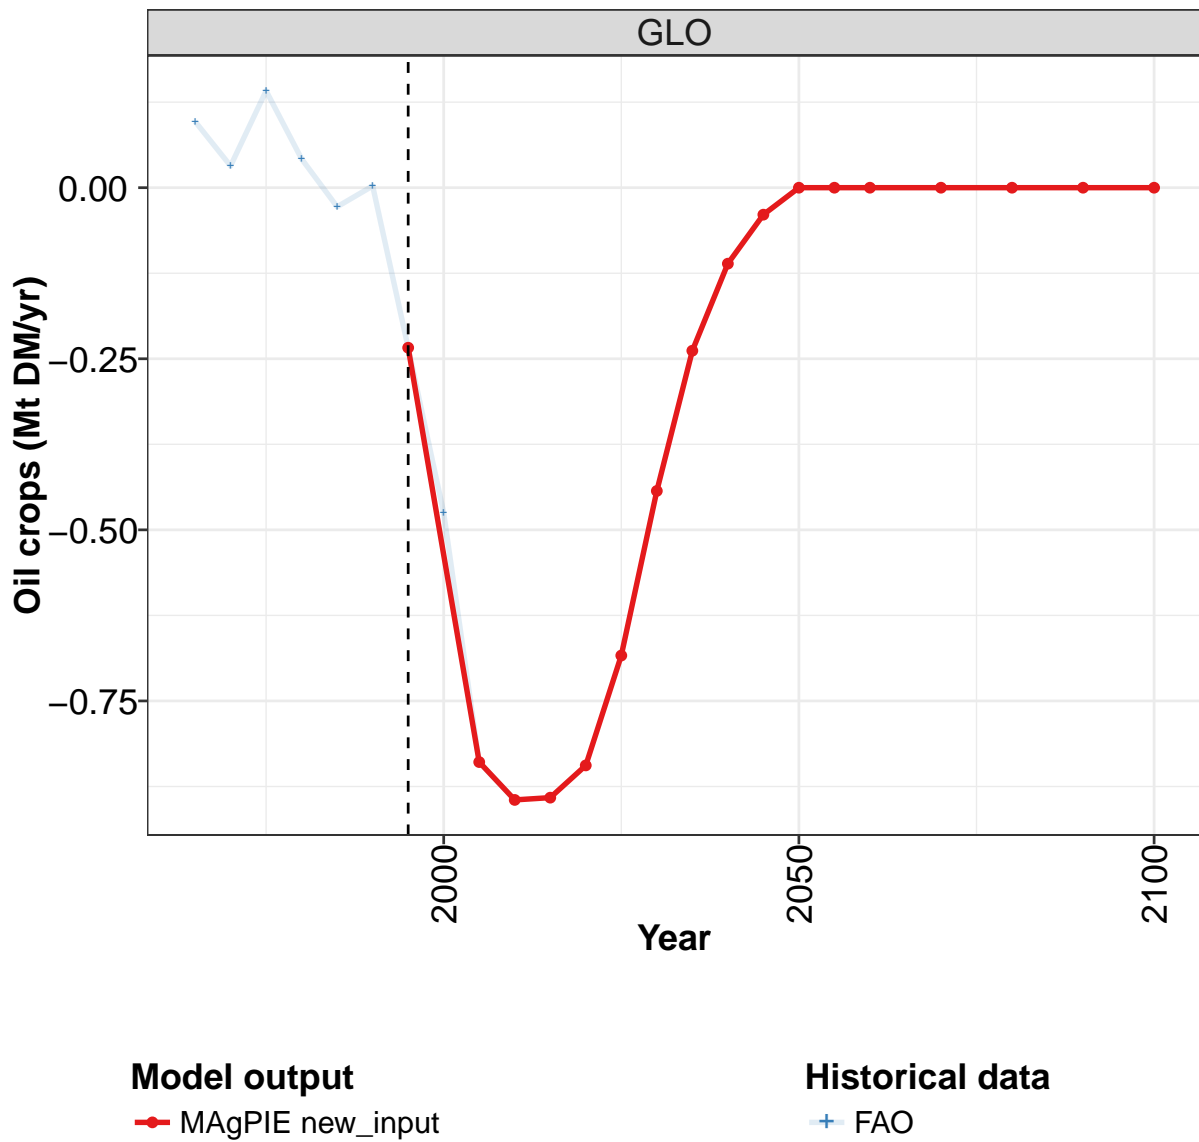 GLO
0.00
−0.25
−0.50
−0.75
Oil crops (Mt DM/yr)
2000
2050
2100
Year
Model output
MAgPIE new_input
Historical data
FAO